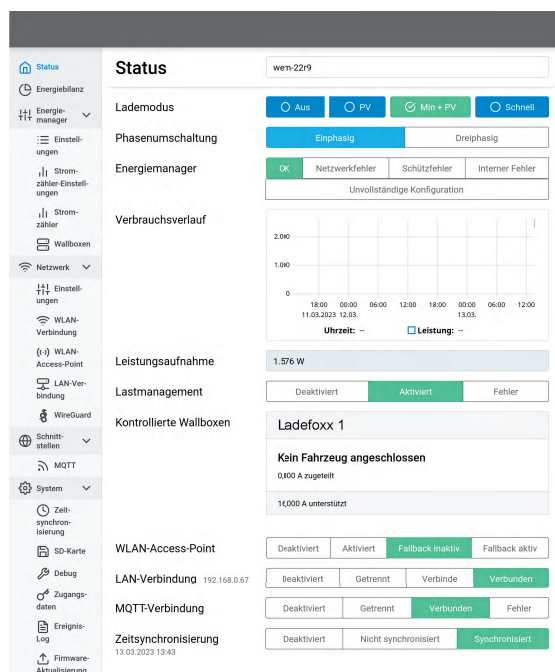 Status
Energiebilanz
Energie-
manager
Einstell-
ungen
Strom-
zähler-Einstell-
ungen
Strom-
zähler
Wallboxen
Netzwerk
Einstell-
ungen
WLAN-
Verbindung
WLAN-
Access-Point
LAN-Ver-
bindung
WireGuard
Schnitt-
stellen
MQTT
System
Zeit-
synchron-
isierung
SD-Karte
Debug
Zugangs-
daten
Ereignis-
Log
Firmware-
Aktualisierung
Status
wem-22r9
Lademodus
Aus PV Min + PV Schnell
Phasenumschaltung
Einphasig Dreiphasig
Energiemanager
OK Netzwerkfehler Schützfehler Interner Fehler
Unvollständige Konfiguration
Verbrauchsverlauf
2.000
1.000
0
18:00 00:00 06:00 12:00 18:00 00:00 06:00 12:00
11.03.2023 12.03. 13.03.
Uhrzeit: -- Leistung: --
Leistungsaufnahme
1.576 W
Lastmanagement
Deaktiviert Aktiviert Fehler
Kontrollierte Wallboxen
Ladefoxx 1
Kein Fahrzeug angeschlossen
0,000 A zugeteilt
16,000 A unterstützt
WLAN-Access-Point
Deaktiviert Aktiviert Fallback inaktiv Fallback aktiv
LAN-Verbindung 192.168.0.67
Deaktiviert Getrennt Verbinde Verbunden
MQTT-Verbindung
Deaktiviert Getrennt Verbunden Fehler
Zeitsynchronisierung
13.03.2023 13:43
Deaktiviert Nicht synchronisiert Synchronisiert